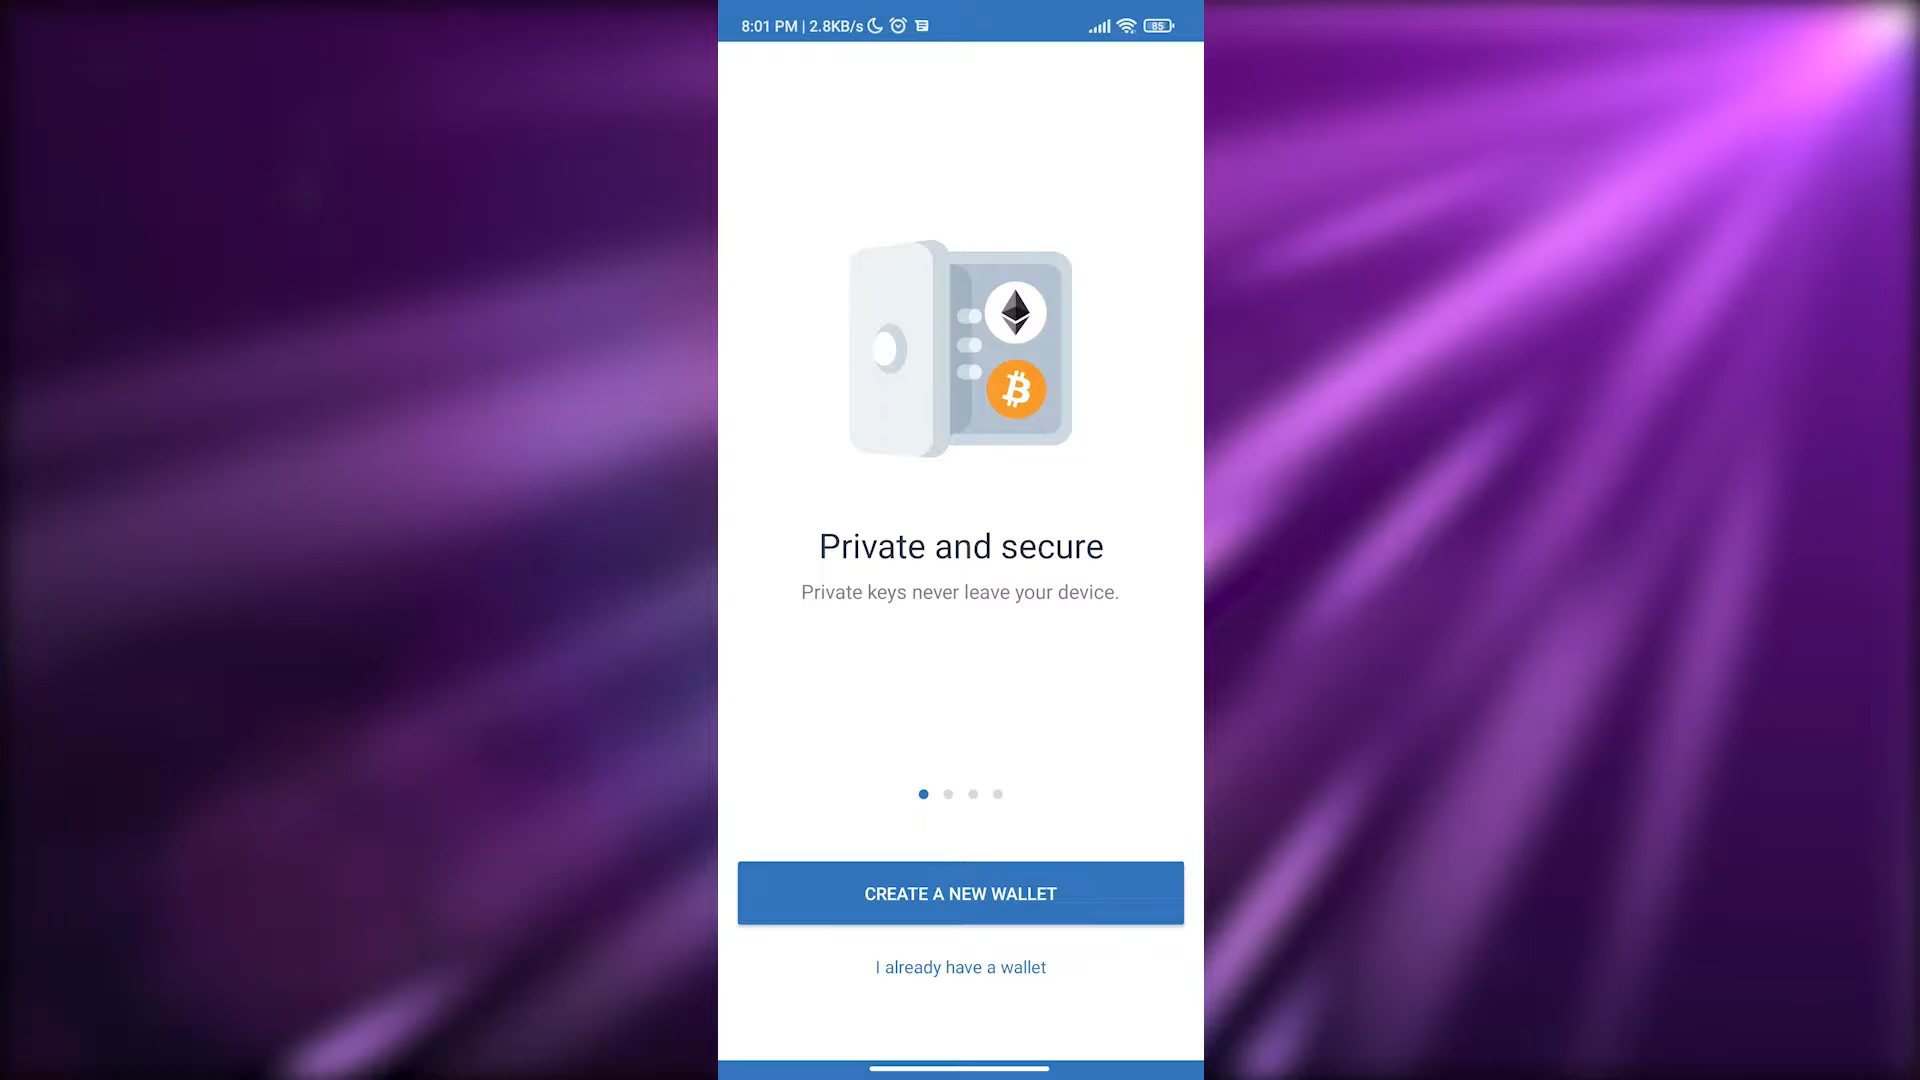 8:01 PM | 2.8KB/s
85
Private and secure
Private keys never leave your device.
CREATE A NEW WALLET
I already have a wallet